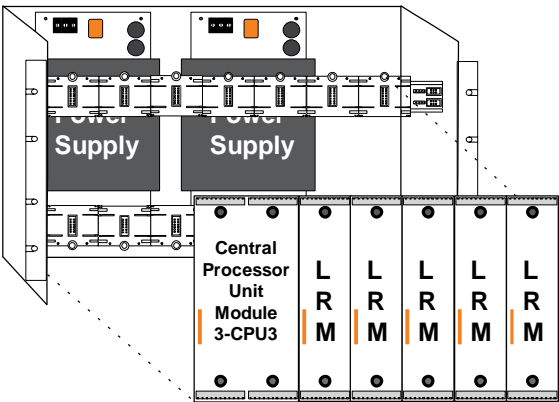 Power
Supply
Power
Supply
Central
Processor
Unit
Module
3-CPU3
L
R
M
L
R
M
L
R
M
L
R
M
L
R
M